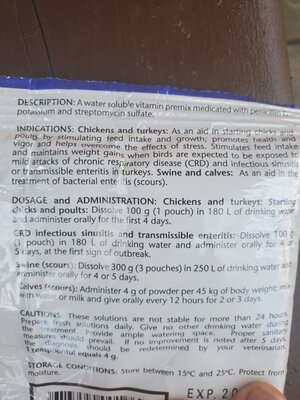 DESCRIPTION: A water soluble vitamin premix medicated with penicillin
potassium and streptomycin sulfate.
INDICATIONS: Chickens and turkeys: As an aid in starting chicks and
poults by stimulating feed intake and growth; promotes health and
vigor and helps overcome the effects of stress. Stimulates feed intake
and maintains weight gains when birds are expected to be exposed to
mild attacks of chronic respiratory disease (CRD) and infectious sinusitis
or transmissible enteritis in turkeys. Swine and calves: As an aid in the
treatment of bacterial enteritis (scours).
DOSAGE and ADMINISTRATION: Chickens and turkeys: Starting
chicks and poults: Dissolve 100 g (1 pouch) in 180 L of drinking water
and administer orally for the first 4 days.
CRD infectious sinusitis and transmissible enteritis: Dissolve 100 g
(1 pouch) in 180 L of drinking water and administer orally for 4 or
5 days, at the first sign of outbreak.
Swine (scours): Dissolve 300 g (3 pouches) in 250 L of drinking water and
administer orally for 4 or 5 days.
Calves (scours): Administer 4 g of powder per 45 kg of body weight; mix
with water or milk and give orally every 12 hours for 2 or 3 days.
CAUTIONS: These solutions are not stable for more than 24 hours.
Prepare fresh solutions daily. Give no other drinking water during
the treatment. Provide ample watering space. Proper sanitary
measures should prevail. If no improvement is noted after 5 days,
the diagnosis should be redetermined by your veterinarian.
1 teaspoonful equals 4 g.
STORAGE CONDITIONS: Store between 15ºC and 25ºC. Protect from
moisture.
EXP. 20